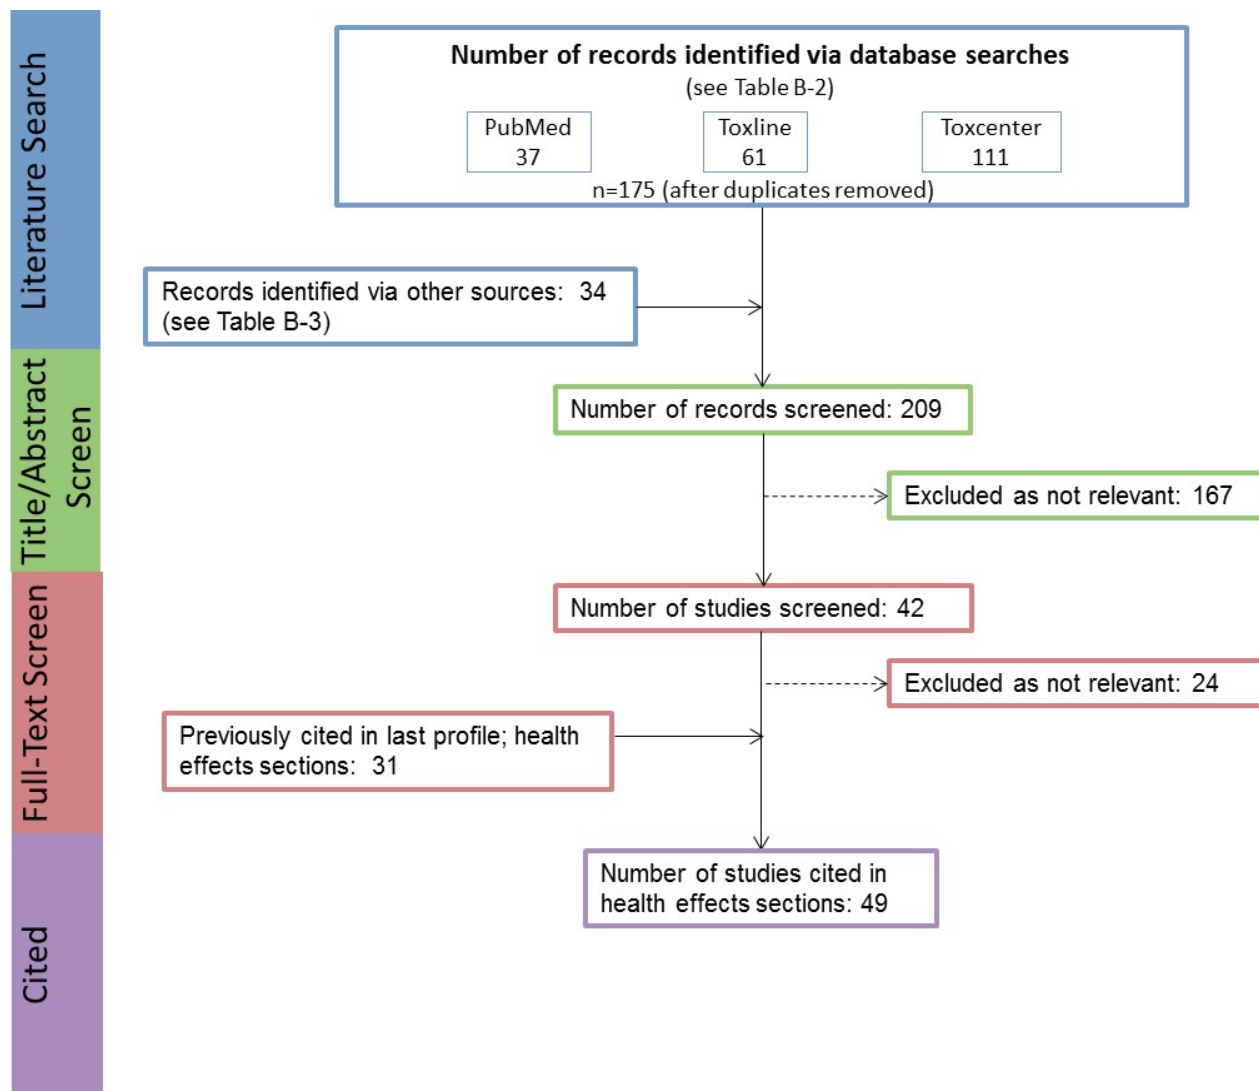 Literature Search
Number of records identified via database searches
(see Table B-2)
PubMed
37
Toxline
61
Toxcenter
111
n=175 (after duplicates removed)
Records identified via other sources: 34
(see Table B-3)
Title/Abstract
Screen
Number of records screened: 209
Excluded as not relevant: 167
Full-Text Screen
Number of studies screened: 42
Excluded as not relevant: 24
Previously cited in last profile; health
effects sections: 31
Cited
Number of studies cited in
health effects sections: 49